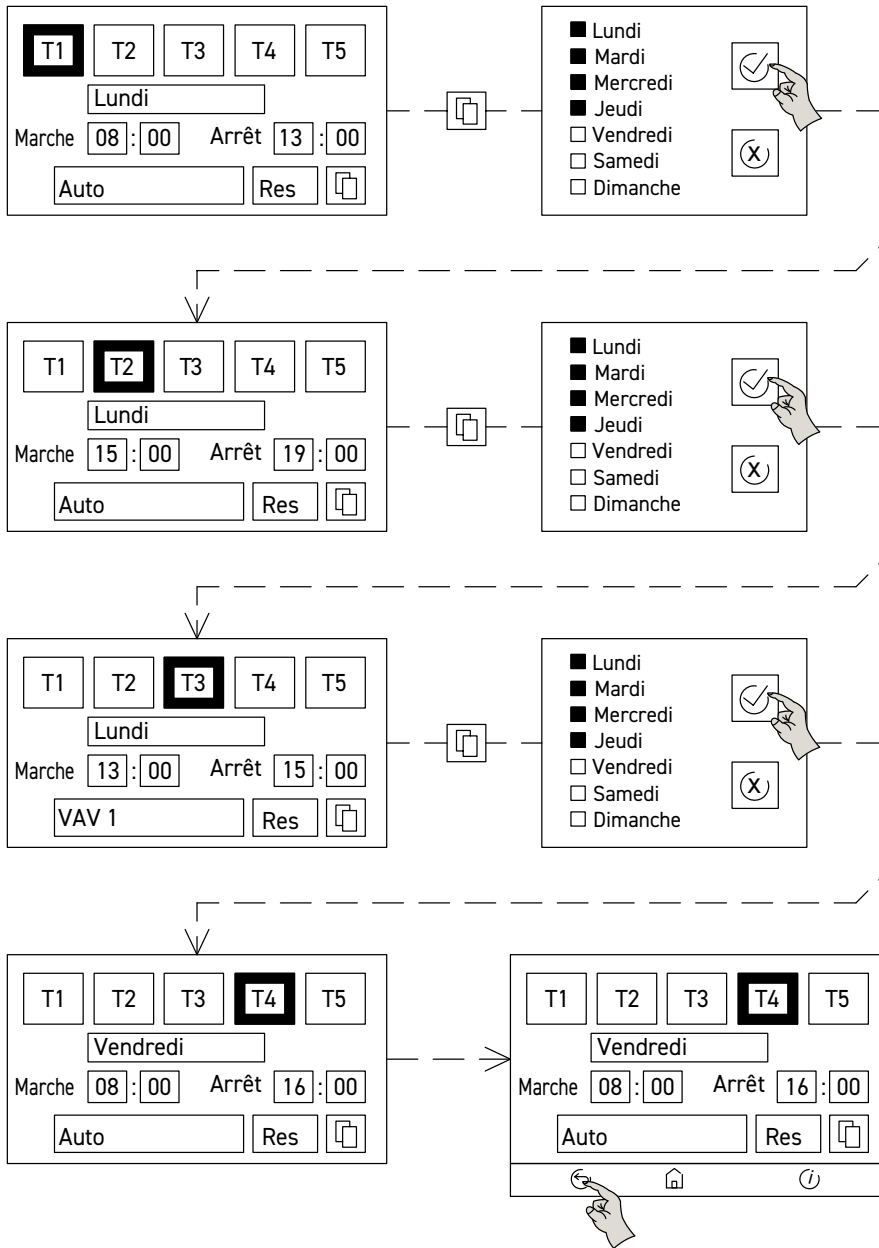 T1 T2 T3 T4 T5
Lundi
Marche 08 : 00 Arrêt 13 : 00
Auto Res
Lundi
Mardi
Mercredi
Jeudi
Vendredi
Samedi
Dimanche
X
T1 T2 T3 T4 T5
Lundi
Marche 15 : 00 Arrêt 19 : 00
Auto Res
Lundi
Mardi
Mercredi
Jeudi
Vendredi
Samedi
Dimanche
X
T1 T2 T3 T4 T5
Lundi
Marche 13 : 00 Arrêt 15 : 00
VAV 1 Res
Lundi
Mardi
Mercredi
Jeudi
Vendredi
Samedi
Dimanche
X
T1 T2 T3 T4 T5
Vendredi
Marche 08 : 00 Arrêt 16 : 00
Auto Res
T1 T2 T3 T4 T5
Vendredi
Marche 08 : 00 Arrêt 16 : 00
Auto Res
i